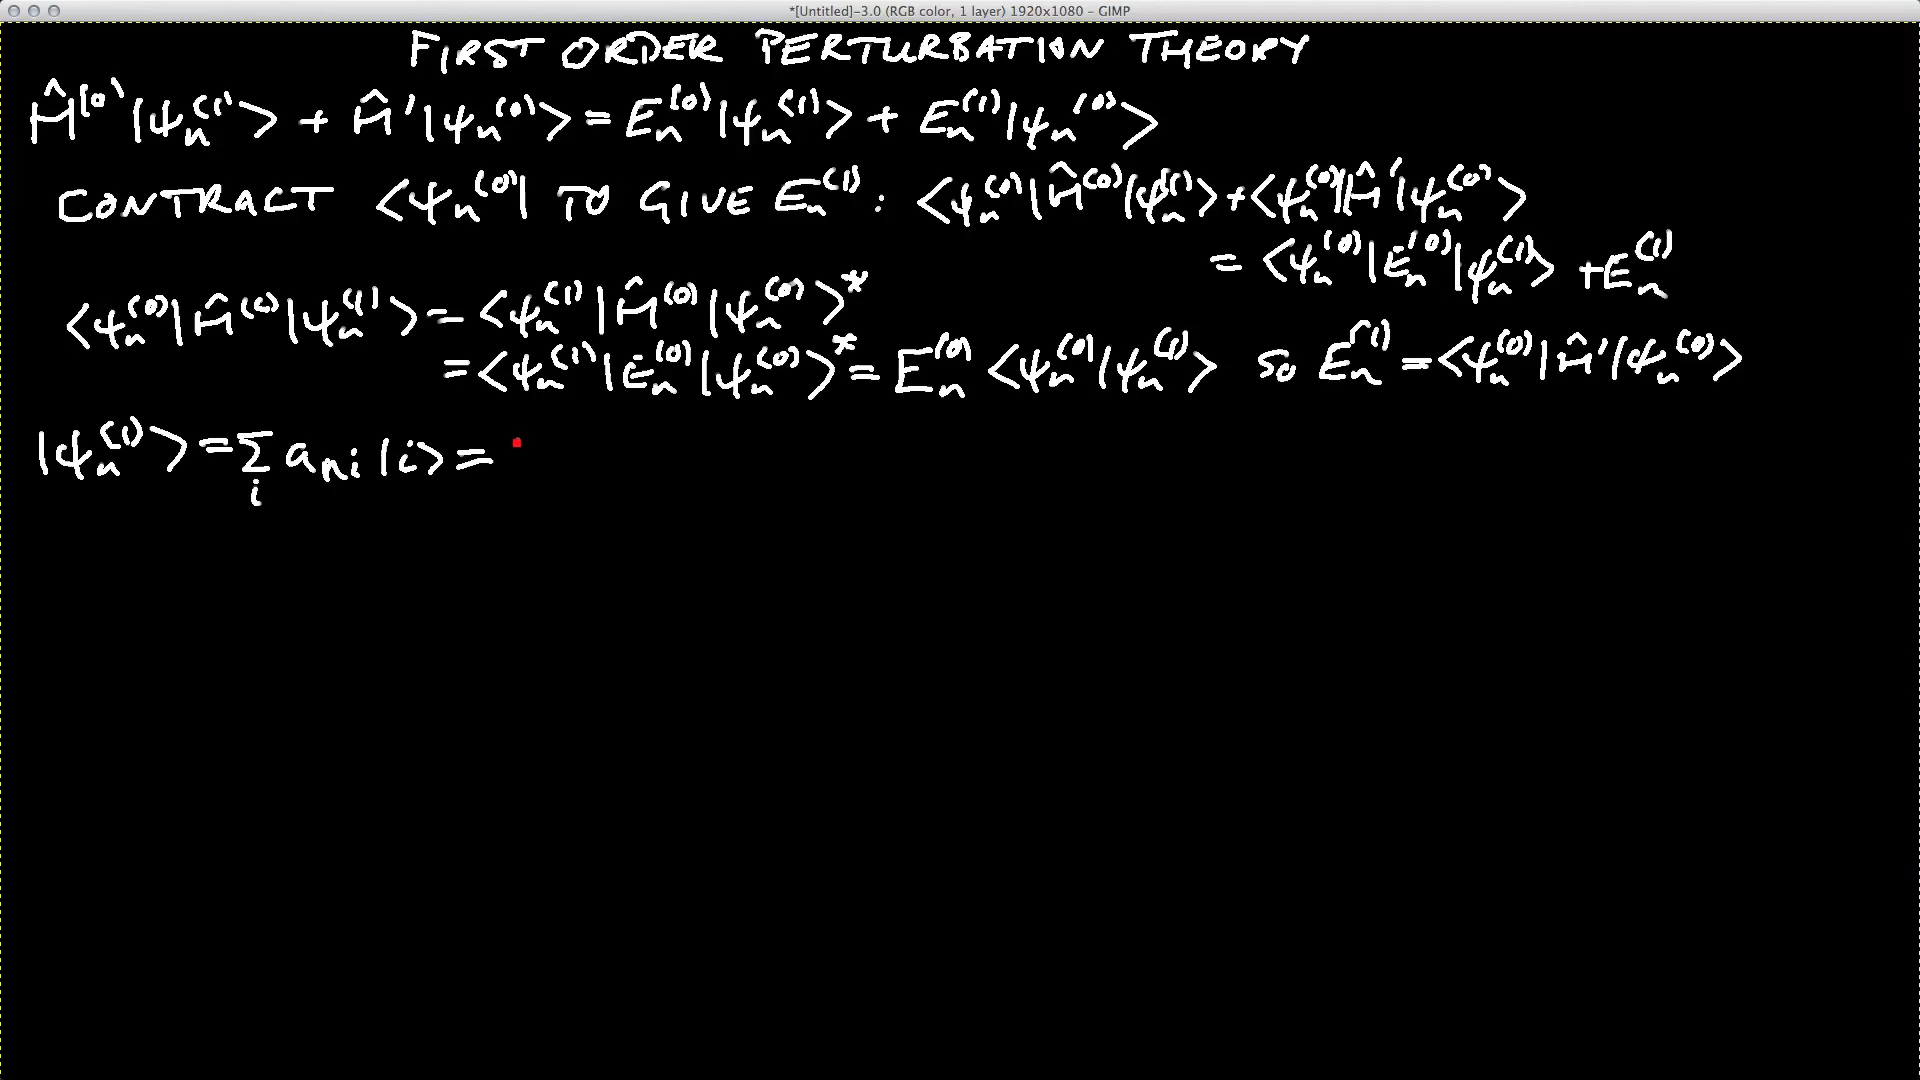 *[Untitled]-3.0 (RGB color, 1 layer) 1920x1080 – GIMP
FIRST ORDER PERTURBATION THEORY
Ĥ^(0)|ψ_n^(1)> + Ĥ'|ψ_n^(0)> = E_n^(0)|ψ_n^(1)> + E_n^(1)|ψ_n^(0)>
CONTRACT <ψ_n^(0)| TO GIVE E_n^(1) : <ψ_n^(0)|Ĥ^(0)|ψ_n^(1)> + <ψ_n^(0)|Ĥ'|ψ_n^(0)>
= <ψ_n^(0)|E_n^(0)|ψ_n^(1)> + E_n^(1)
<ψ_n^(0)|Ĥ^(0)|ψ_n^(1)> = <ψ_n^(1)|Ĥ^(0)|ψ_n^(0)>*
= <ψ_n^(1)|E_n^(0)|ψ_n^(0)>* = E_n^(0) <ψ_n^(0)|ψ_n^(1)> SO E_n^(1) = <ψ_n^(0)|Ĥ'|ψ_n^(0)>
|ψ_n^(1)> = Σ_i a_ni |i> =